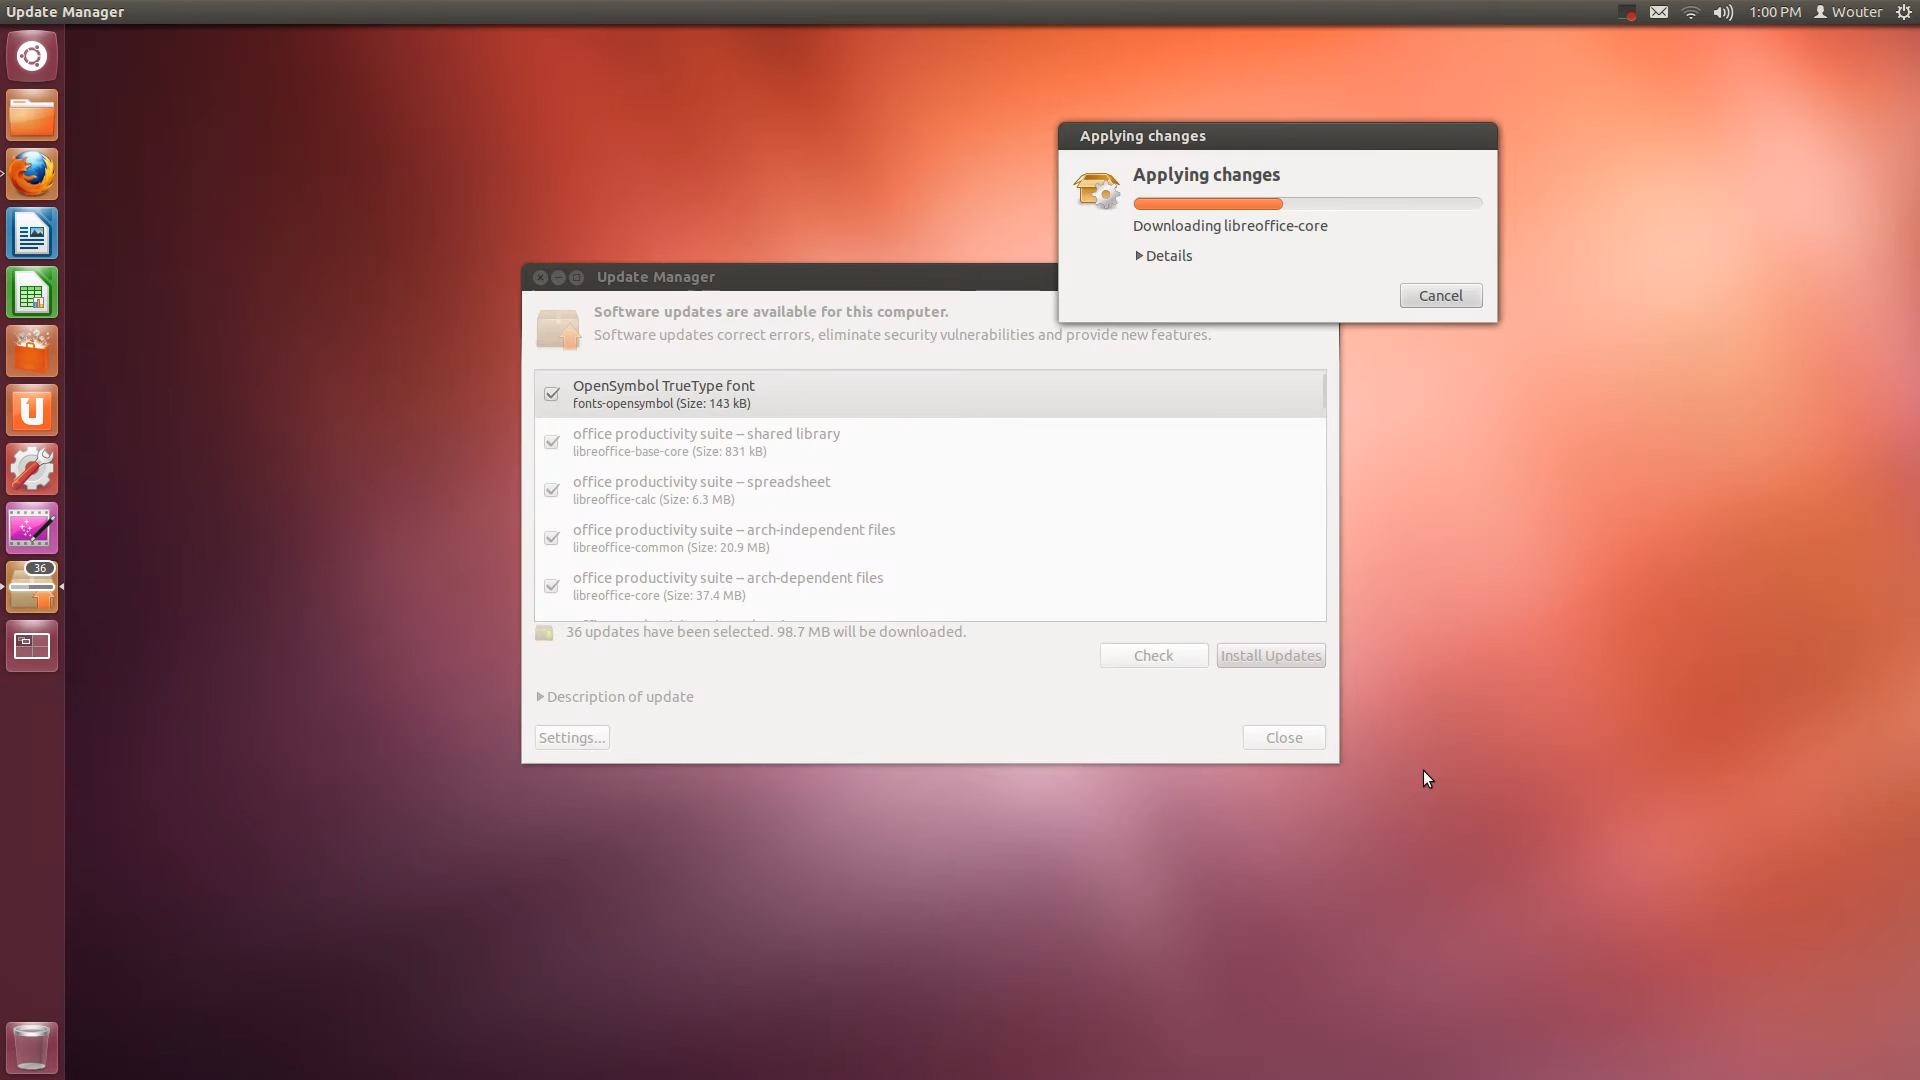 Update Manager
1:00 PM Wouter
Applying changes
Applying changes
Downloading libreoffice-core
Details
Cancel
Update Manager
Software updates are available for this computer.
Software updates correct errors, eliminate security vulnerabilities and provide new features.
OpenSymbol TrueType font
fonts-opensymbol (Size: 143 kB)
office productivity suite – shared library
libreoffice-base-core (Size: 831 kB)
office productivity suite – spreadsheet
libreoffice-calc (Size: 6.3 MB)
office productivity suite – arch-independent files
libreoffice-common (Size: 20.9 MB)
office productivity suite – arch-dependent files
libreoffice-core (Size: 37.4 MB)
36 updates have been selected. 98.7 MB will be downloaded.
Check Install Updates
Description of update
Settings... Close
36